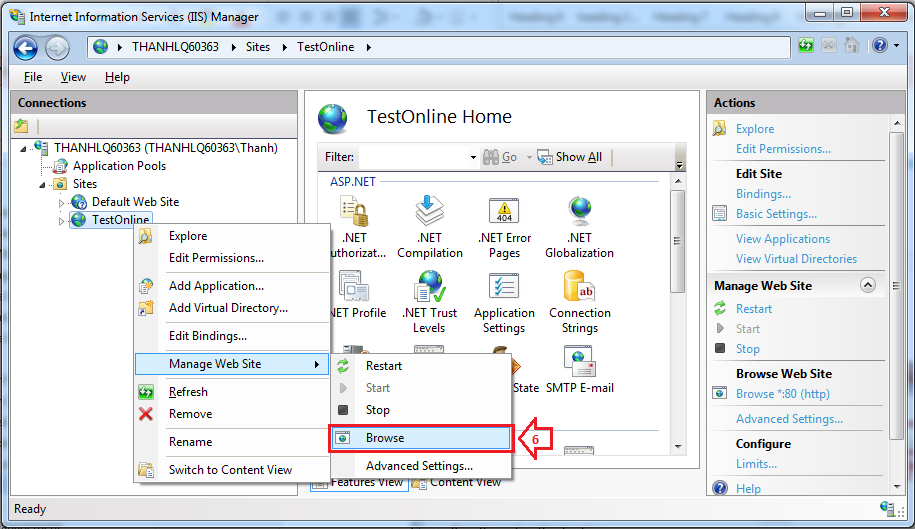 Internet Information Services (IIS) Manager
THANHLQ60363 Sites TestOnline
File View Help
Connections
THANHLQ60363 (THANHLQ60363\Thanh)
Application Pools
Sites
Default Web Site
TestOnline
Explore
Edit Permissions...
Add Application...
Add Virtual Directory...
Edit Bindings...
Manage Web Site
Refresh
Remove
Rename
Switch to Content View
Restart
Start
Stop
Browse
Advanced Settings...
6
TestOnline Home
Filter: Go Show All
ASP.NET
.NET
uthorizat...
.NET
Compilation
.NET Error
Pages
.NET
Globalization
NET Profile
.NET Trust
Levels
Application
Settings
Connection
Strings
State
SMTP E-mail
Features View
Content View
Actions
Explore
Edit Permissions...
Edit Site
Bindings...
Basic Settings...
View Applications
View Virtual Directories
Manage Web Site
Restart
Start
Stop
Browse Web Site
Browse *:80 (http)
Advanced Settings...
Configure
Limits...
Help
Ready